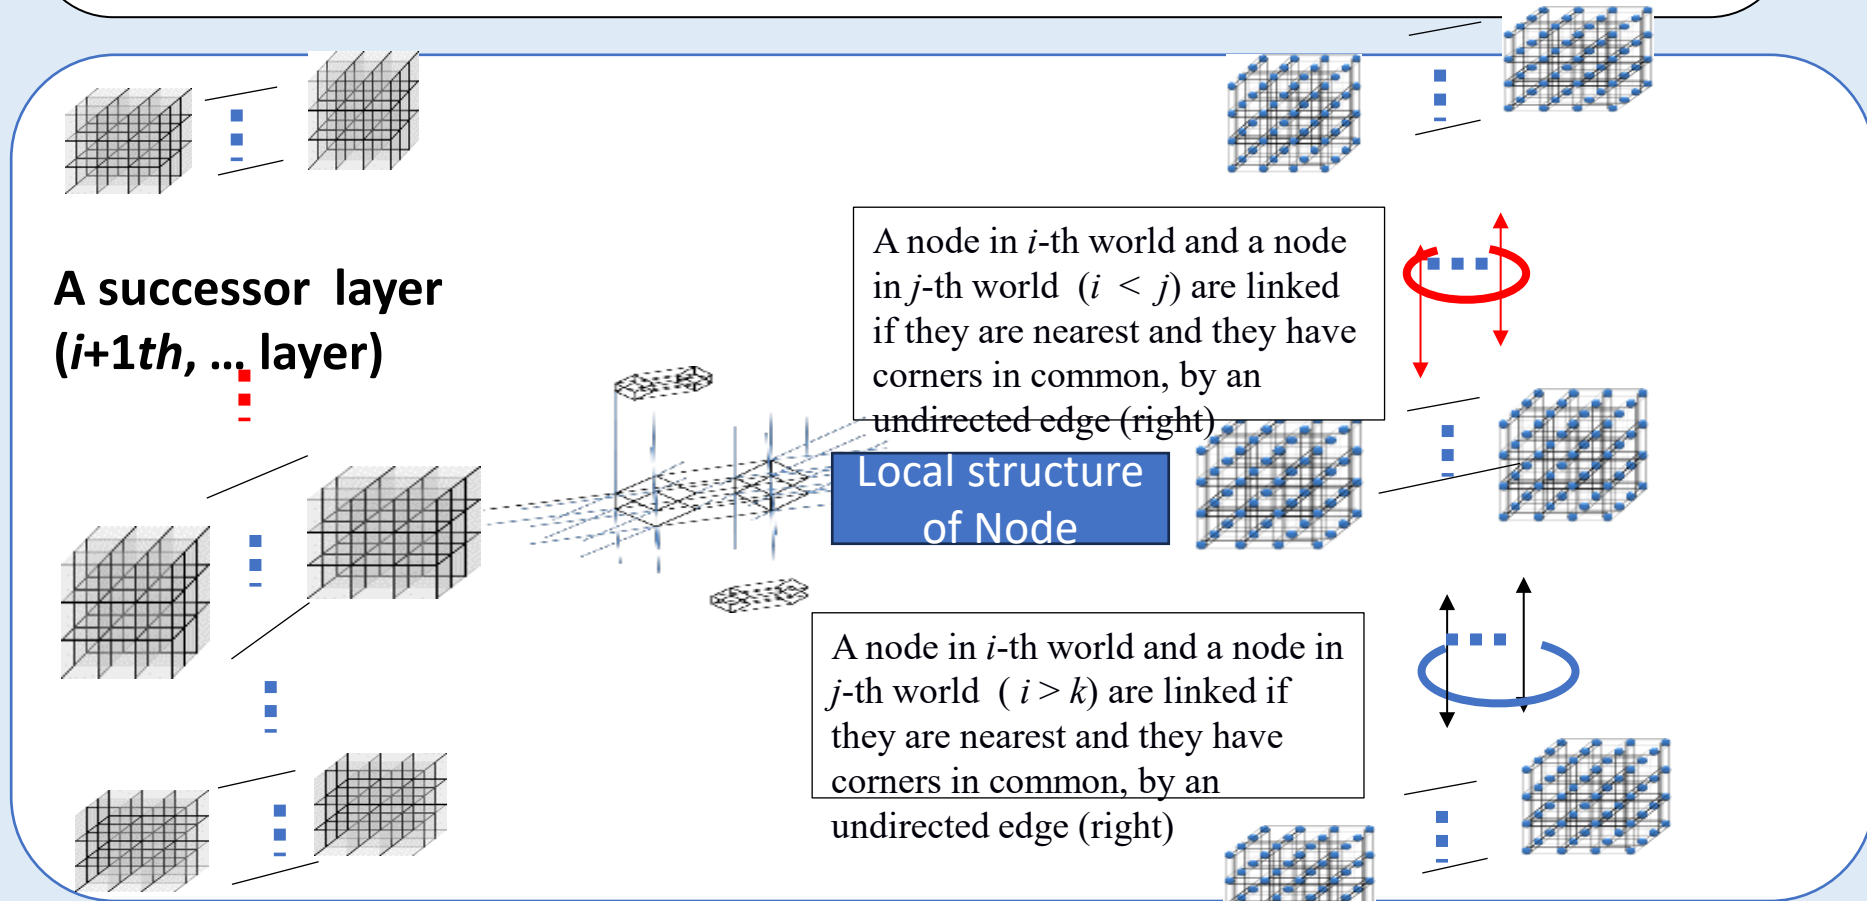 A successor layer
(i+1th, ... layer)
A node in i-th world and a node
in j-th world (i < j) are linked
if they are nearest and they have
corners in common, by an
undirected edge (right)
Local structure
of Node
A node in i-th world and a node in
j-th world ( i > k) are linked if
they are nearest and they have
corners in common, by an
undirected edge (right)